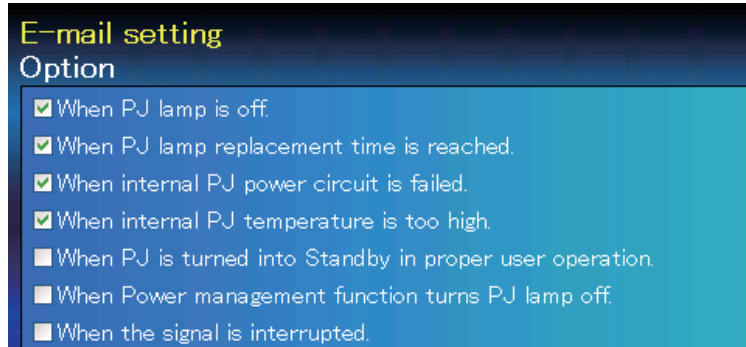 E-mail setting
Option
When PJ lamp is off.
When PJ lamp replacement time is reached.
When internal PJ power circuit is failed.
When internal PJ temperature is too high.
When PJ is turned into Standby in proper user operation.
When Power management function turns PJ lamp off.
When the signal is interrupted.